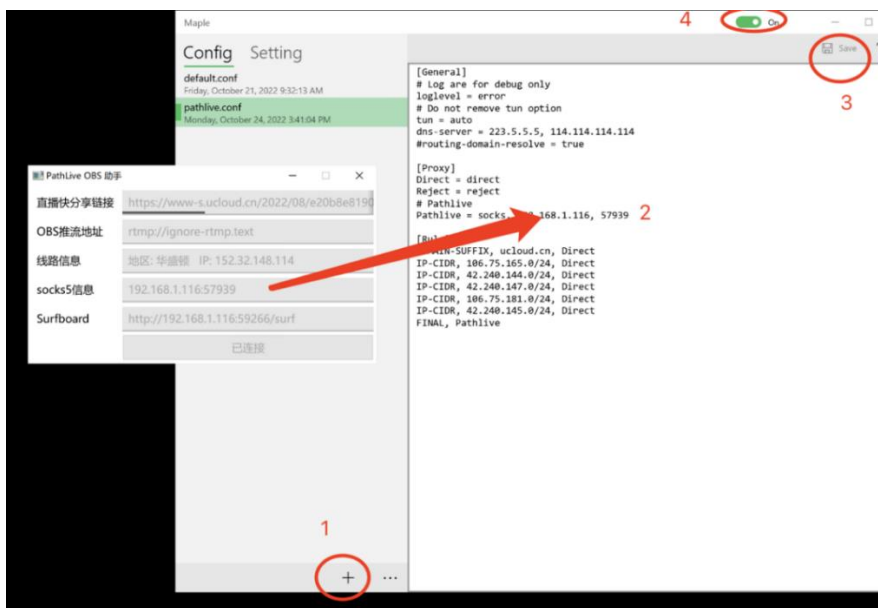 Maple
4
On
Config Setting
Save
3
default.conf
Friday, October 21, 2022 9:32:13 AM
pathlive.conf
Monday, October 24, 2022 3:41:04 PM
[General]
# Log are for debug only
loglevel = error
# Do not remove tun option
tun = auto
dns-server = 223.5.5.5, 114.114.114.114
#routing-domain-resolve = true
[Proxy]
Direct = direct
Reject = reject
# Pathlive
Pathlive = socks, 168.1.116, 57939
2
IP-CIDR, 106.75.165.0/24, Direct
IP-CIDR, 42.240.144.0/24, Direct
IP-CIDR, 42.240.147.0/24, Direct
IP-CIDR, 106.75.181.0/24, Direct
IP-CIDR, 42.240.145.0/24, Direct
FINAL, Pathlive
PathLive OBS 助手
直播快分享链接 https://www-s.ucloud.cn/2022/08/e20b8e8190
OBS推流地址 rtmp://ignore-rtmp.text
线路信息 地区: 华盛顿 IP: 152.32.148.114
socks5信息 192.168.1.116:57939
Surfboard http://192.168.1.116:59266/surf
已连接
1
+ ...